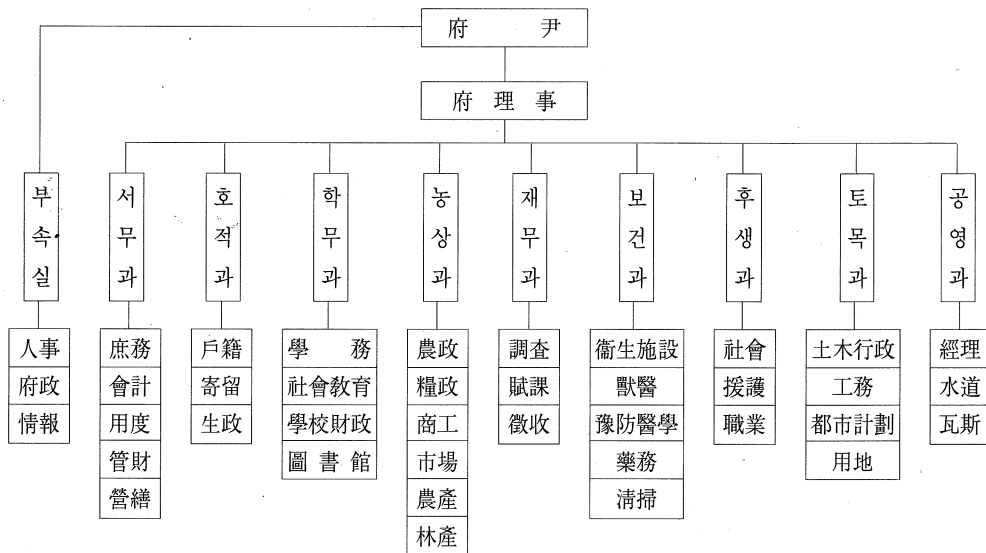 府 尹
府 理 事
부속실
서무과
호적과
학무과
농상과
재무과
보건과
후생과
토목과
공영과
人事
府政
情報
庶務
會計
用度
管財
營繕
戶籍
寄留
生政
學 務
社會敎育
學校財政
圖 書 館
農政
糧政
商工
市場
農產
林產
調査
賦課
徵收
衞生施設
獸醫
豫防醫學
藥務
淸掃
社會
援護
職業
土木行政
工務
都市計劃
用地
經理
水道
瓦斯